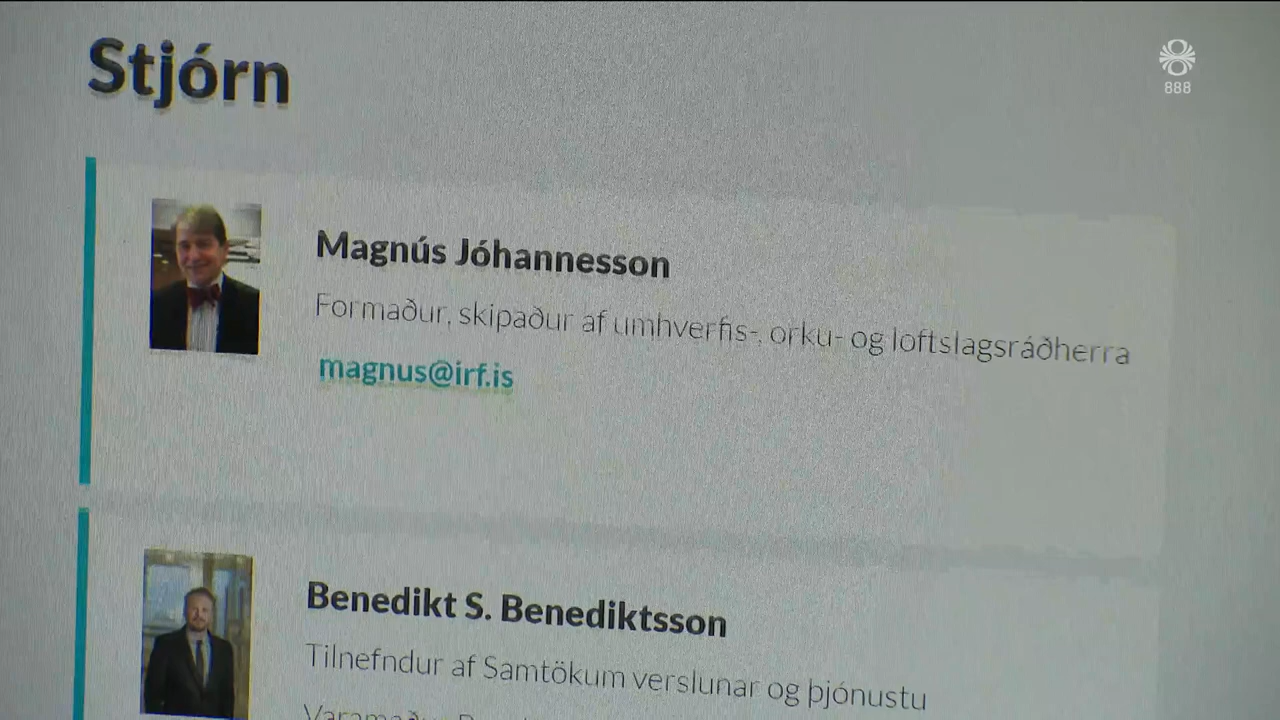 Stjórn
888
Magnús Jóhannesson
Formaður, skipaður af umhverfis-, orku- og loftslagsráðherra
magnus@irf.is
Benedikt S. Benediktsson
Tilnefndur af Samtökum verslunar og þjónustu